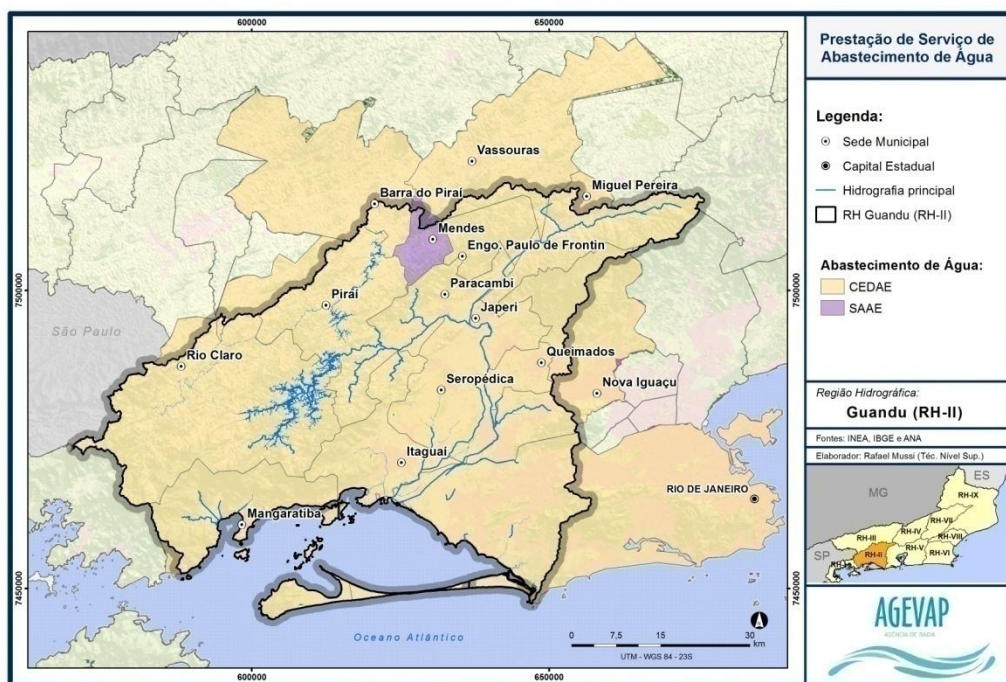 600000
650000
7500000
7450000
7500000
7450000
600000
650000
Vassouras
Barra do Piraí
Miguel Pereira
Mendes
Engo. Paulo de Frontin
Paracambi
Piraí
Japeri
São Paulo
Rio Claro
Queimados
Seropédica
Nova Iguaçu
Itaguaí
RIO DE JANEIRO
Mangaratiba
Oceano Atlântico
0 7,5 15 30
km
UTM - WGS 84 - 23S
Prestação de Serviço de
Abastecimento de Água
Legenda:
Sede Municipal
Capital Estadual
Hidrografia principal
RH Guandu (RH-II)
Abastecimento de Água:
CEDAE
SAAE
Região Hidrográfica:
Guandu (RH-II)
Fontes: INEA, IBGE e ANA
Elaborador: Rafael Mussi (Téc. Nível Sup.)
ES
MG
RH-IX
RH-VII
RH-IV
RH-III
RH-VIII
SP
RH-II
RH-V
RH-VI
AGEVAP